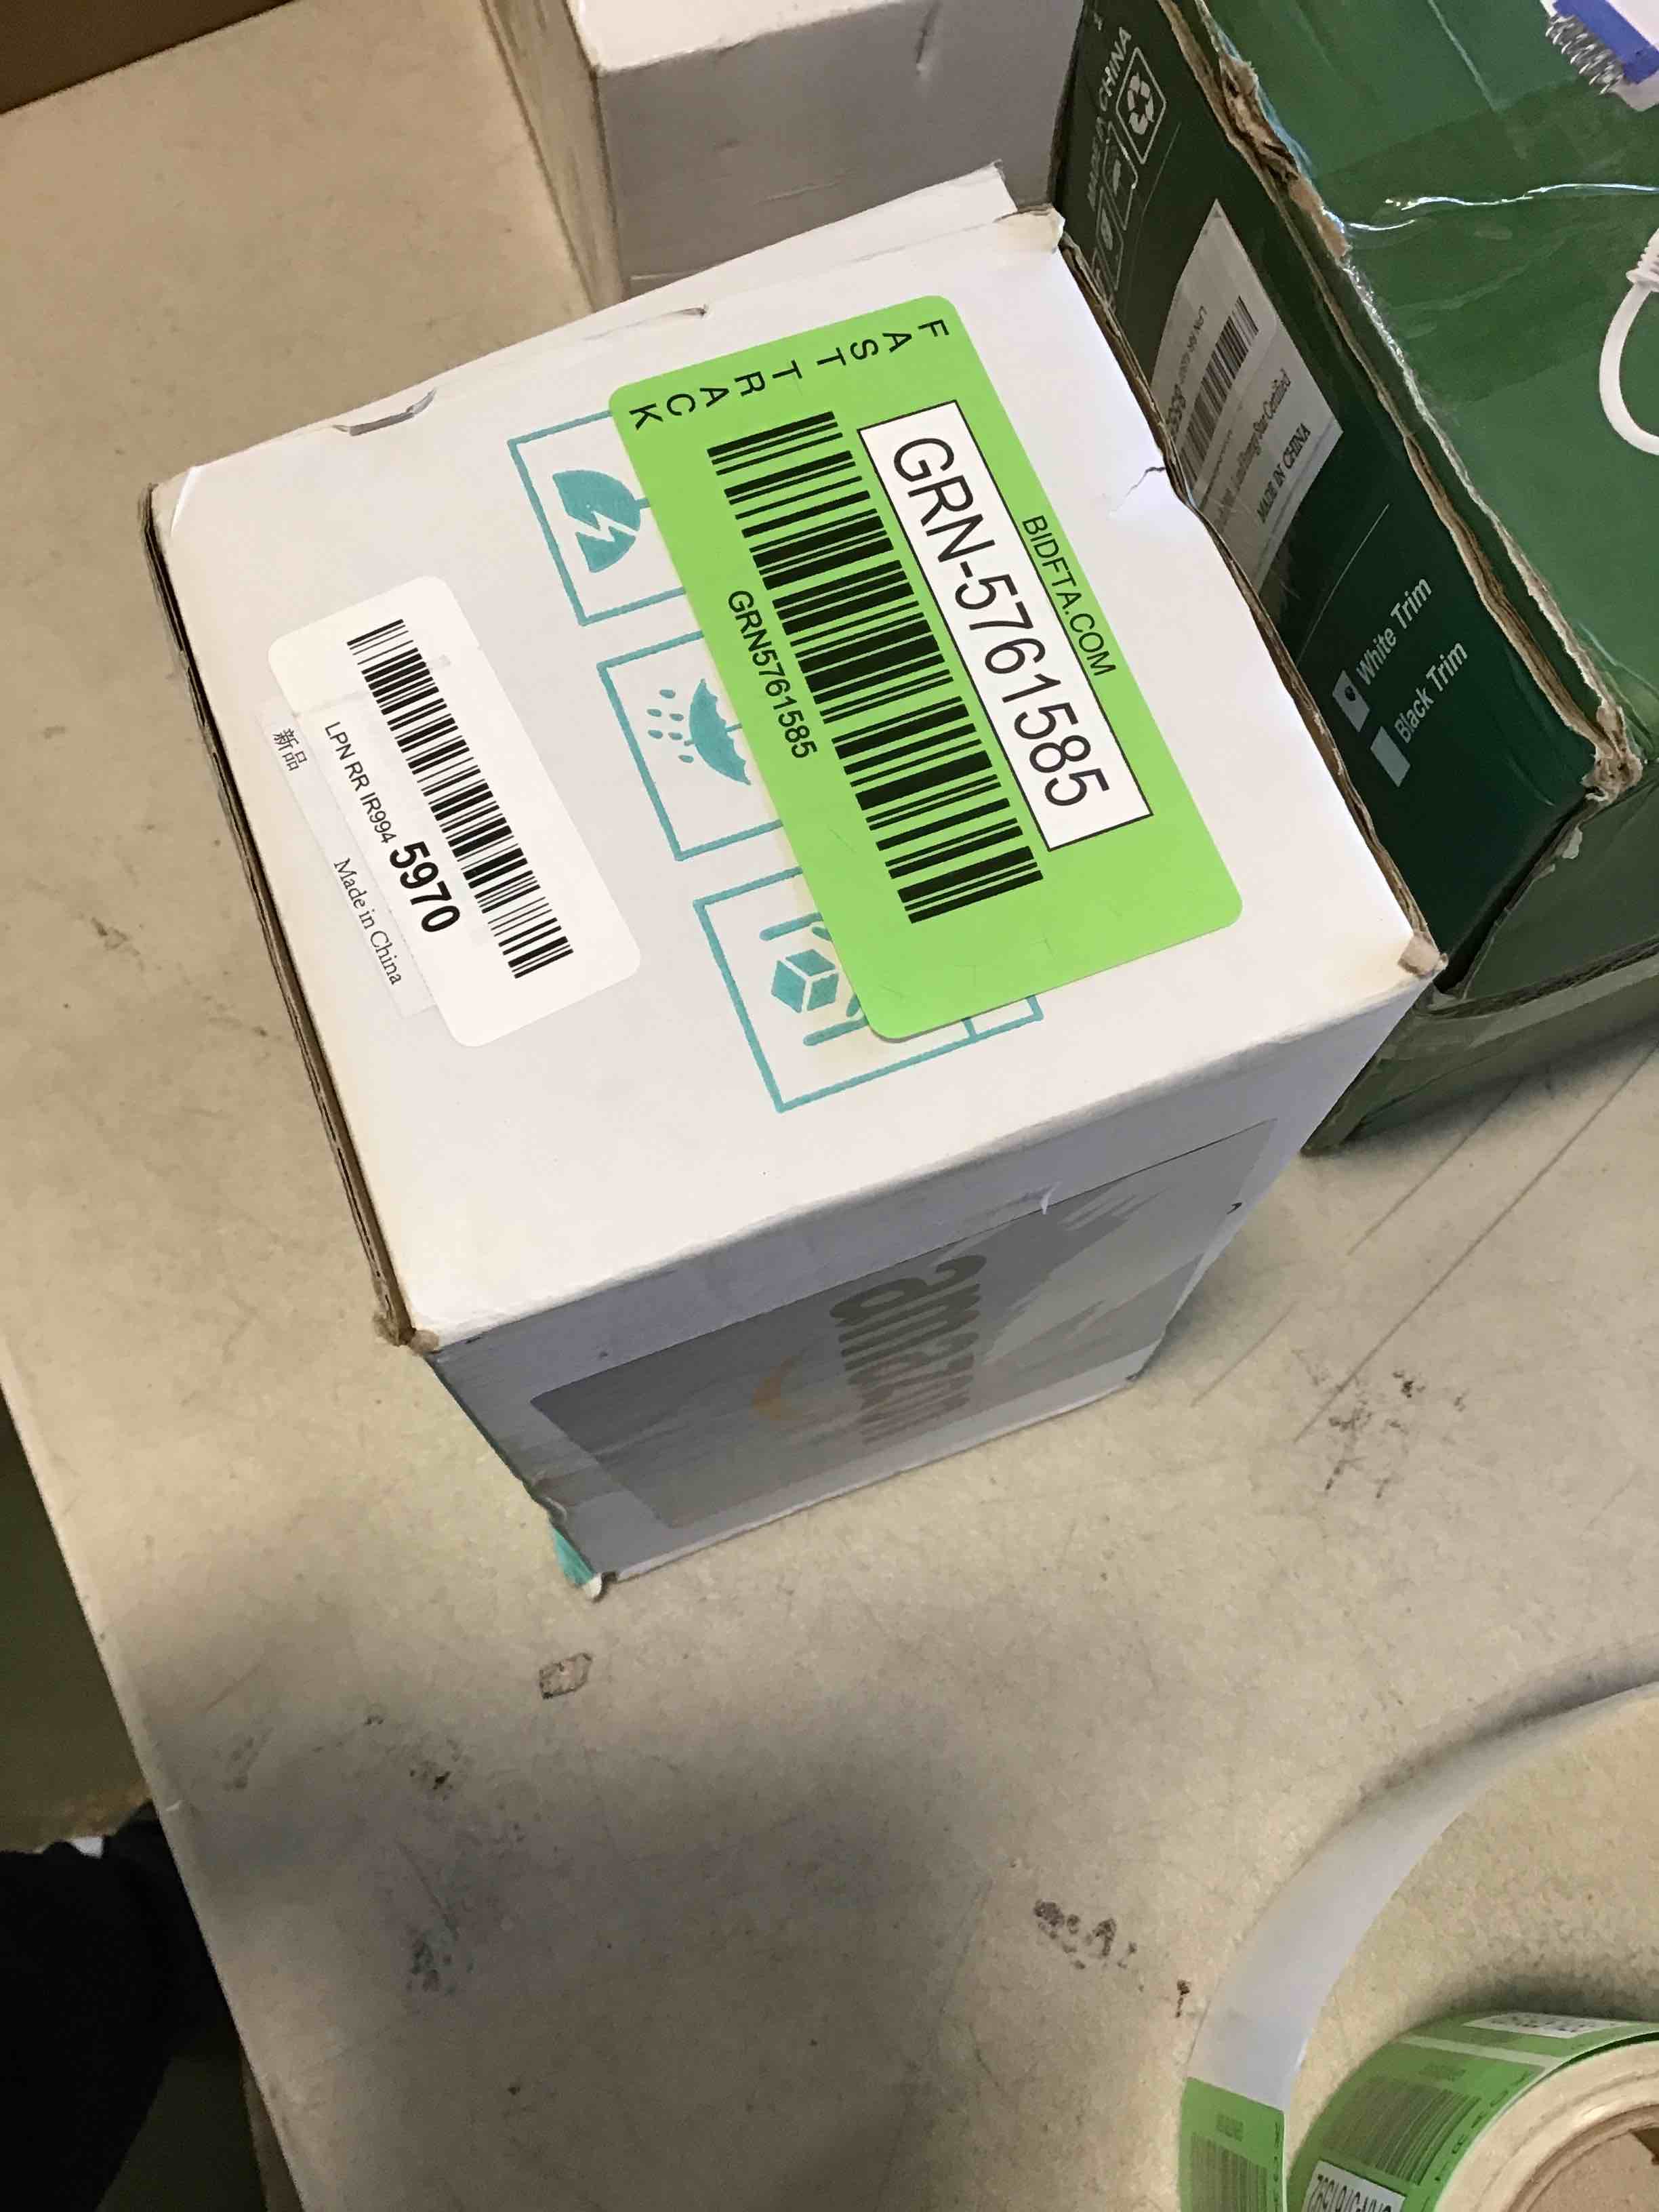 FAST TRACK
BIDFTA.COM
GRN-5761585
GRN5761585
LPN RR IR994 5970
新品
Made in China
amazon
MADE IN CHINA
White Trim
Black Trim